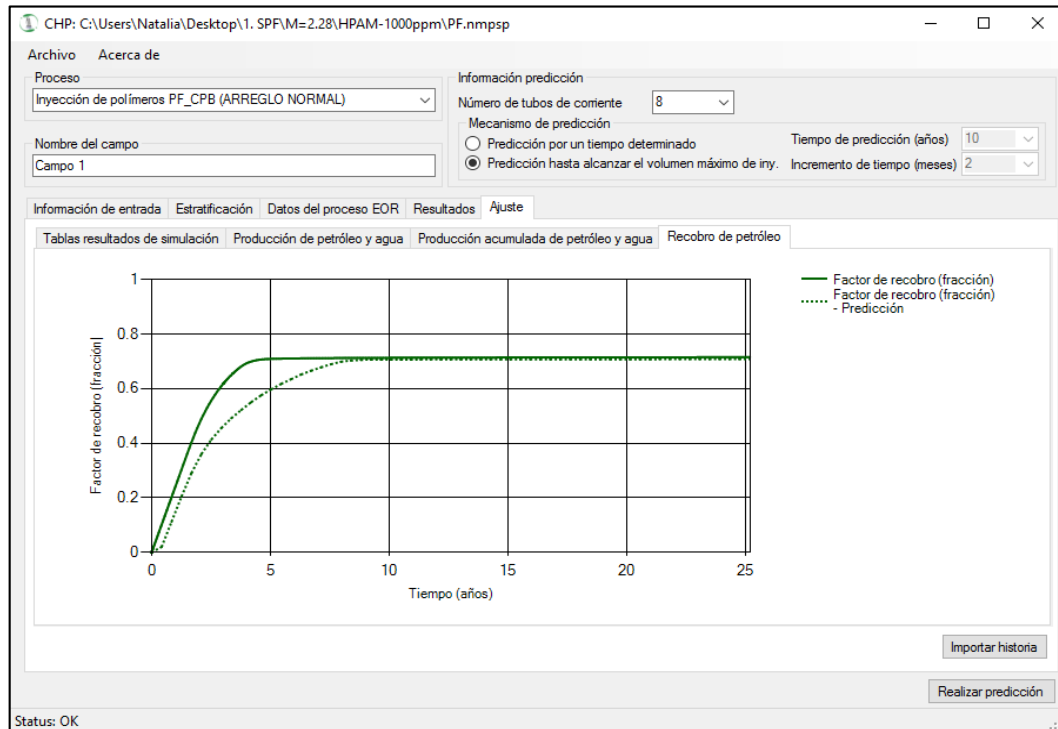 CHP: C:\Users\Natalia\Desktop\1. SPF\M=2.28\HPAM-1000ppm\PF.nmpsp
Archivo Acerca de
Proceso
Inyección de polímeros PF_CPB (ARREGLO NORMAL)
Nombre del campo
Campo 1
Información predicción
Número de tubos de corriente 8
Mecanismo de predicción
Predicción por un tiempo determinado
Predicción hasta alcanzar el volumen máximo de iny.
Tiempo de predicción (años) 10
Incremento de tiempo (meses) 2
Información de entrada Estratificación Datos del proceso EOR Resultados Ajuste
Tablas resultados de simulación Producción de petróleo y agua Producción acumulada de petróleo y agua Recobro de petróleo
Factor de recobro (fracción)
1
0.8
0.6
0.4
0.2
0
0 5 10 15 20 25
Tiempo (años)
Factor de recobro (fracción)
Factor de recobro (fracción)
- Predicción
Importar historia
Realizar predicción
Status: OK